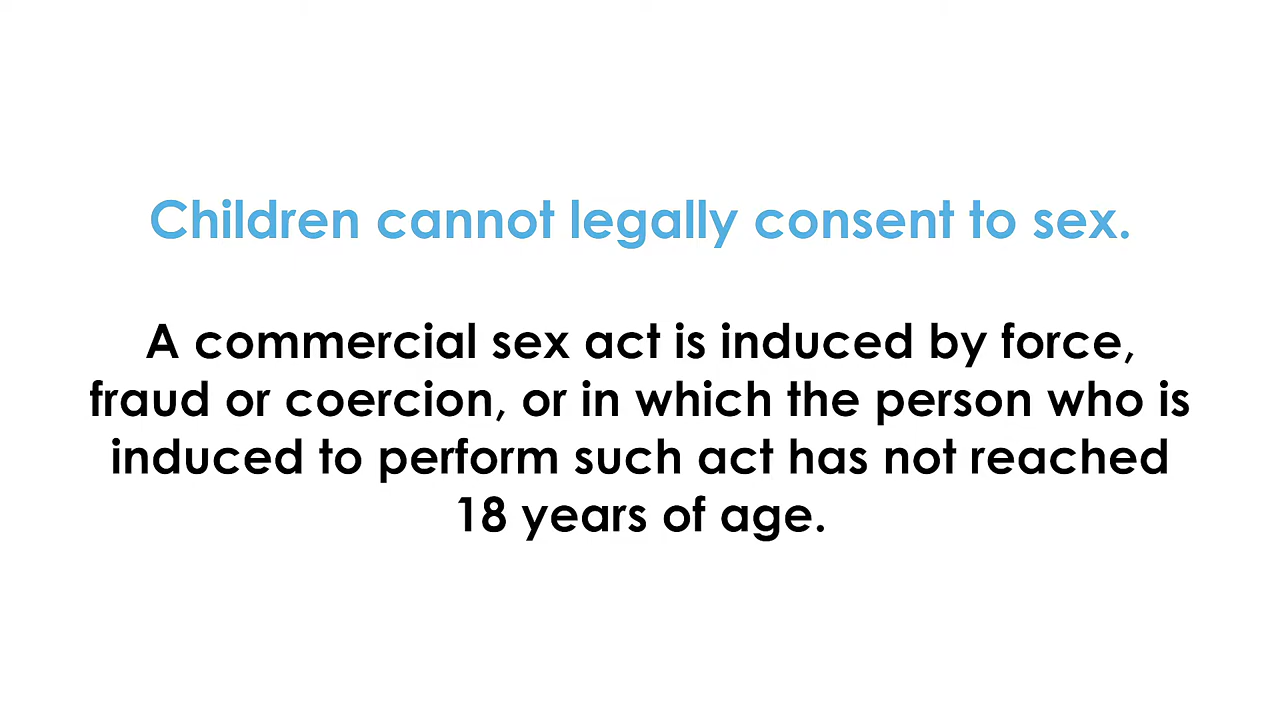 Children cannot legally consent to sex.
A commercial sex act is induced by force,
fraud or coercion, or in which the person who is
induced to perform such act has not reached
18 years of age.